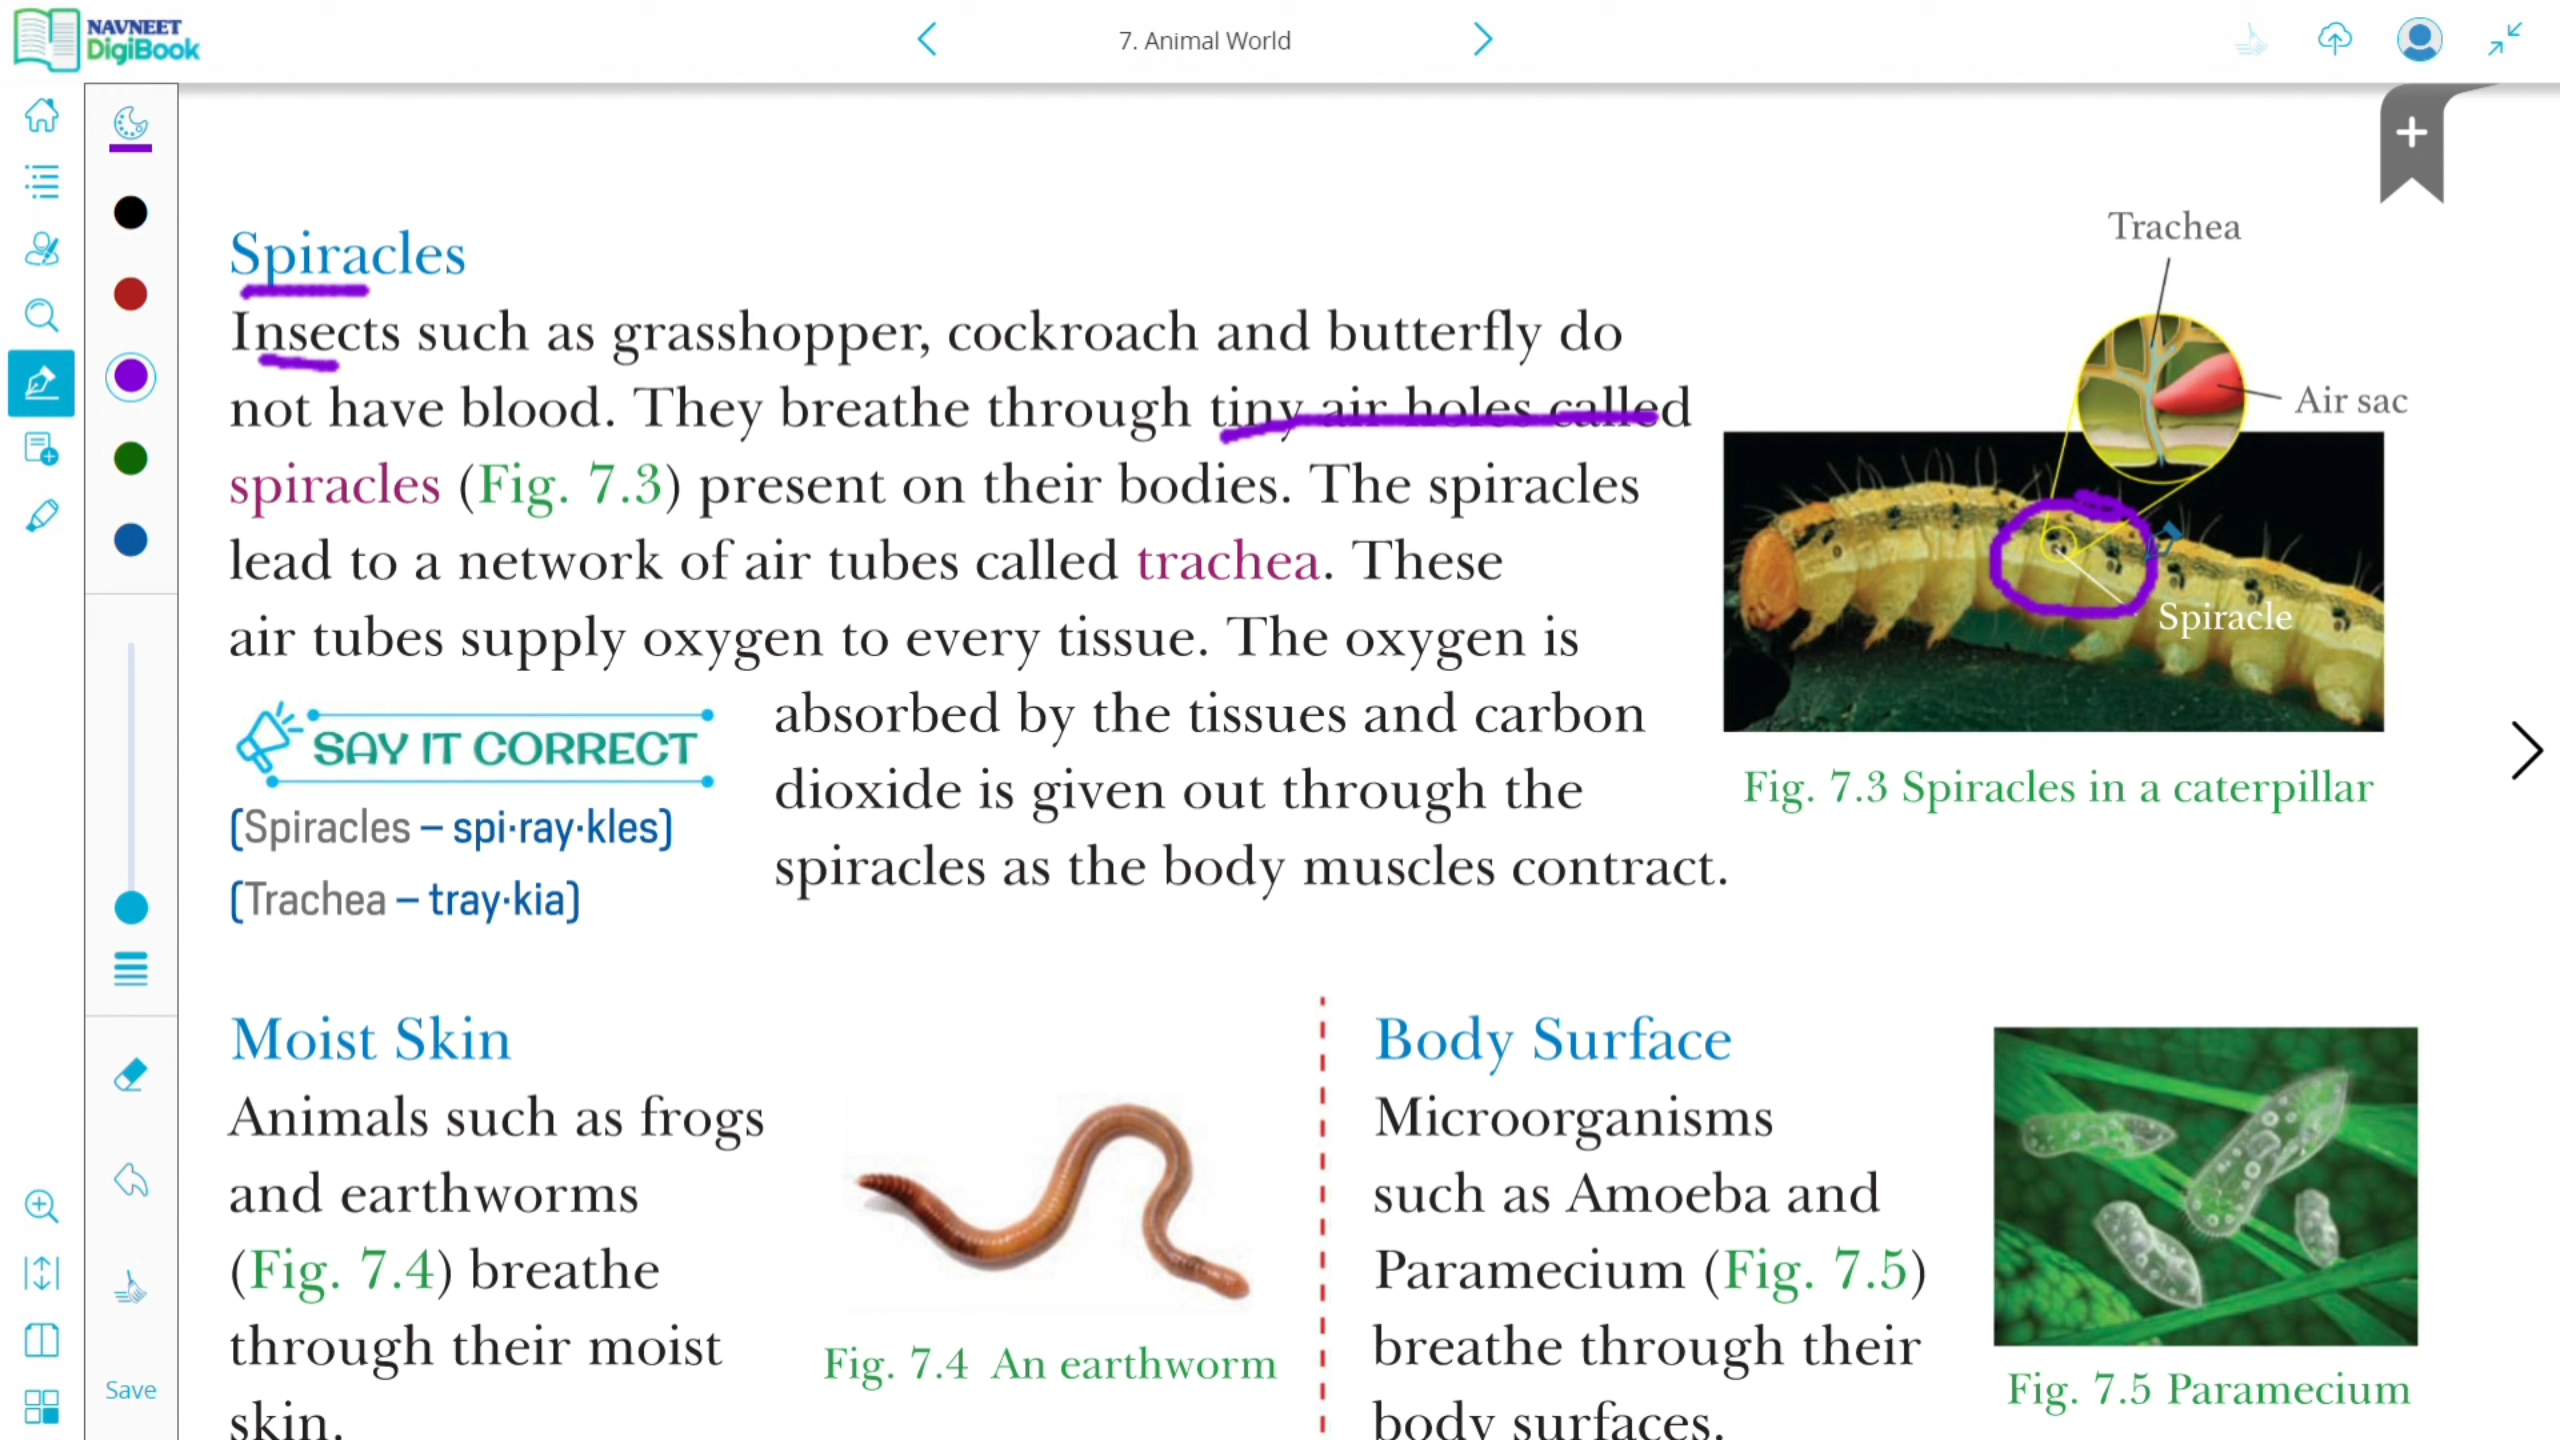 NAVNEET
DigiBook
7. Animal World
Spiracles
Insects such as grasshopper, cockroach and butterfly do
not have blood. They breathe through tiny air holes called
spiracles (Fig. 7.3) present on their bodies. The spiracles
lead to a network of air tubes called trachea. These
air tubes supply oxygen to every tissue. The oxygen is
absorbed by the tissues and carbon
dioxide is given out through the
spiracles as the body muscles contract.
SAY IT CORRECT
(Spiracles – spi·ray·kles)
(Trachea – tray·kia)
Trachea
Air sac
Spiracle
Fig. 7.3 Spiracles in a caterpillar
Moist Skin
Animals such as frogs
and earthworms
(Fig. 7.4) breathe
through their moist
skin.
Fig. 7.4 An earthworm
Body Surface
Microorganisms
such as Amoeba and
Paramecium (Fig. 7.5)
breathe through their
body surfaces.
Fig. 7.5 Paramecium
Save